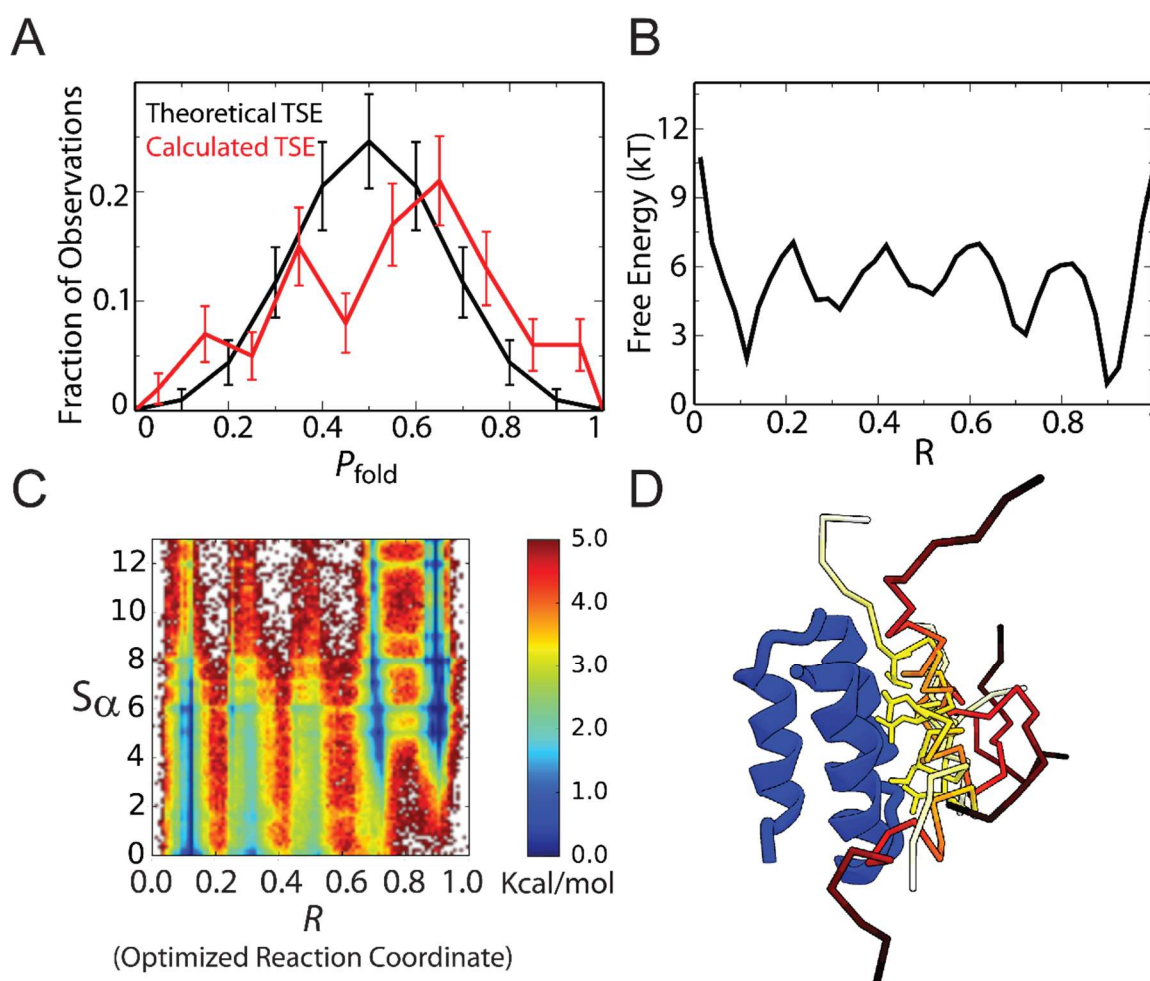 A
Theoretical TSE
Calculated TSE
Fraction of Observations
0.2
0.1
0
0 0.2 0.4 0.6 0.8 1
Pfold
B
Free Energy (kT)
12
9
6
3
0
0 0.2 0.4 0.6 0.8 1
R
C
Sα
12
10
8
6
4
2
0
0.0 0.2 0.4 0.6 0.8 1.0
R
(Optimized Reaction Coordinate)
5.0
4.0
3.0
2.0
1.0
0.0
Kcal/mol
D